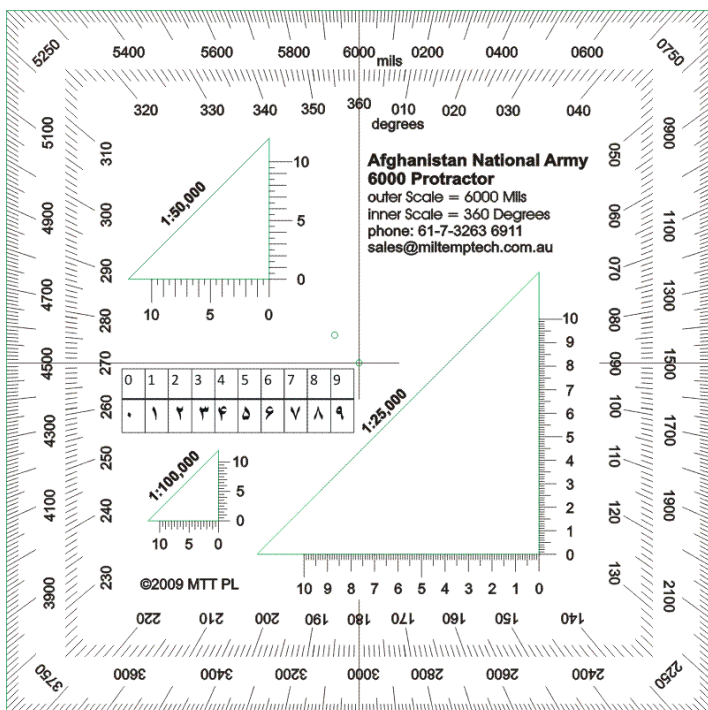 5250 5400 5600 5800 6000 0200 0400 0600 0750
mils
320 330 340 350 360 010 020 030 040
degrees
5100 310 050 0900
Afghanistan National Army
6000 Protractor
outer Scale = 6000 Mils
inner Scale = 360 Degrees
phone: 61-7-3263 6911
sales@miltemptech.com.au
1:50,000
10
5
0
10 5 0
4900 300 060 1100
4700 290 070 1300
280 080
4500 270 090 1500
0 1 2 3 4 5 6 7 8 9
۰ ۱ ۲ ۳ ۴ ۵ ۶ ۷ ۸ ۹
4300 260 100 1700
1:25,000
10
9
8
7
6
5
4
3
2
1
0
10 9 8 7 6 5 4 3 2 1 0
250 110
1:100,000
10
5
0
10 5 0
4100 240 120 1900
3900 230 130 2100
©2009 MTT PL
220 210 200 190 180 170 160 150 140
3750 3600 3400 3200 3000 2800 2600 2400 2250